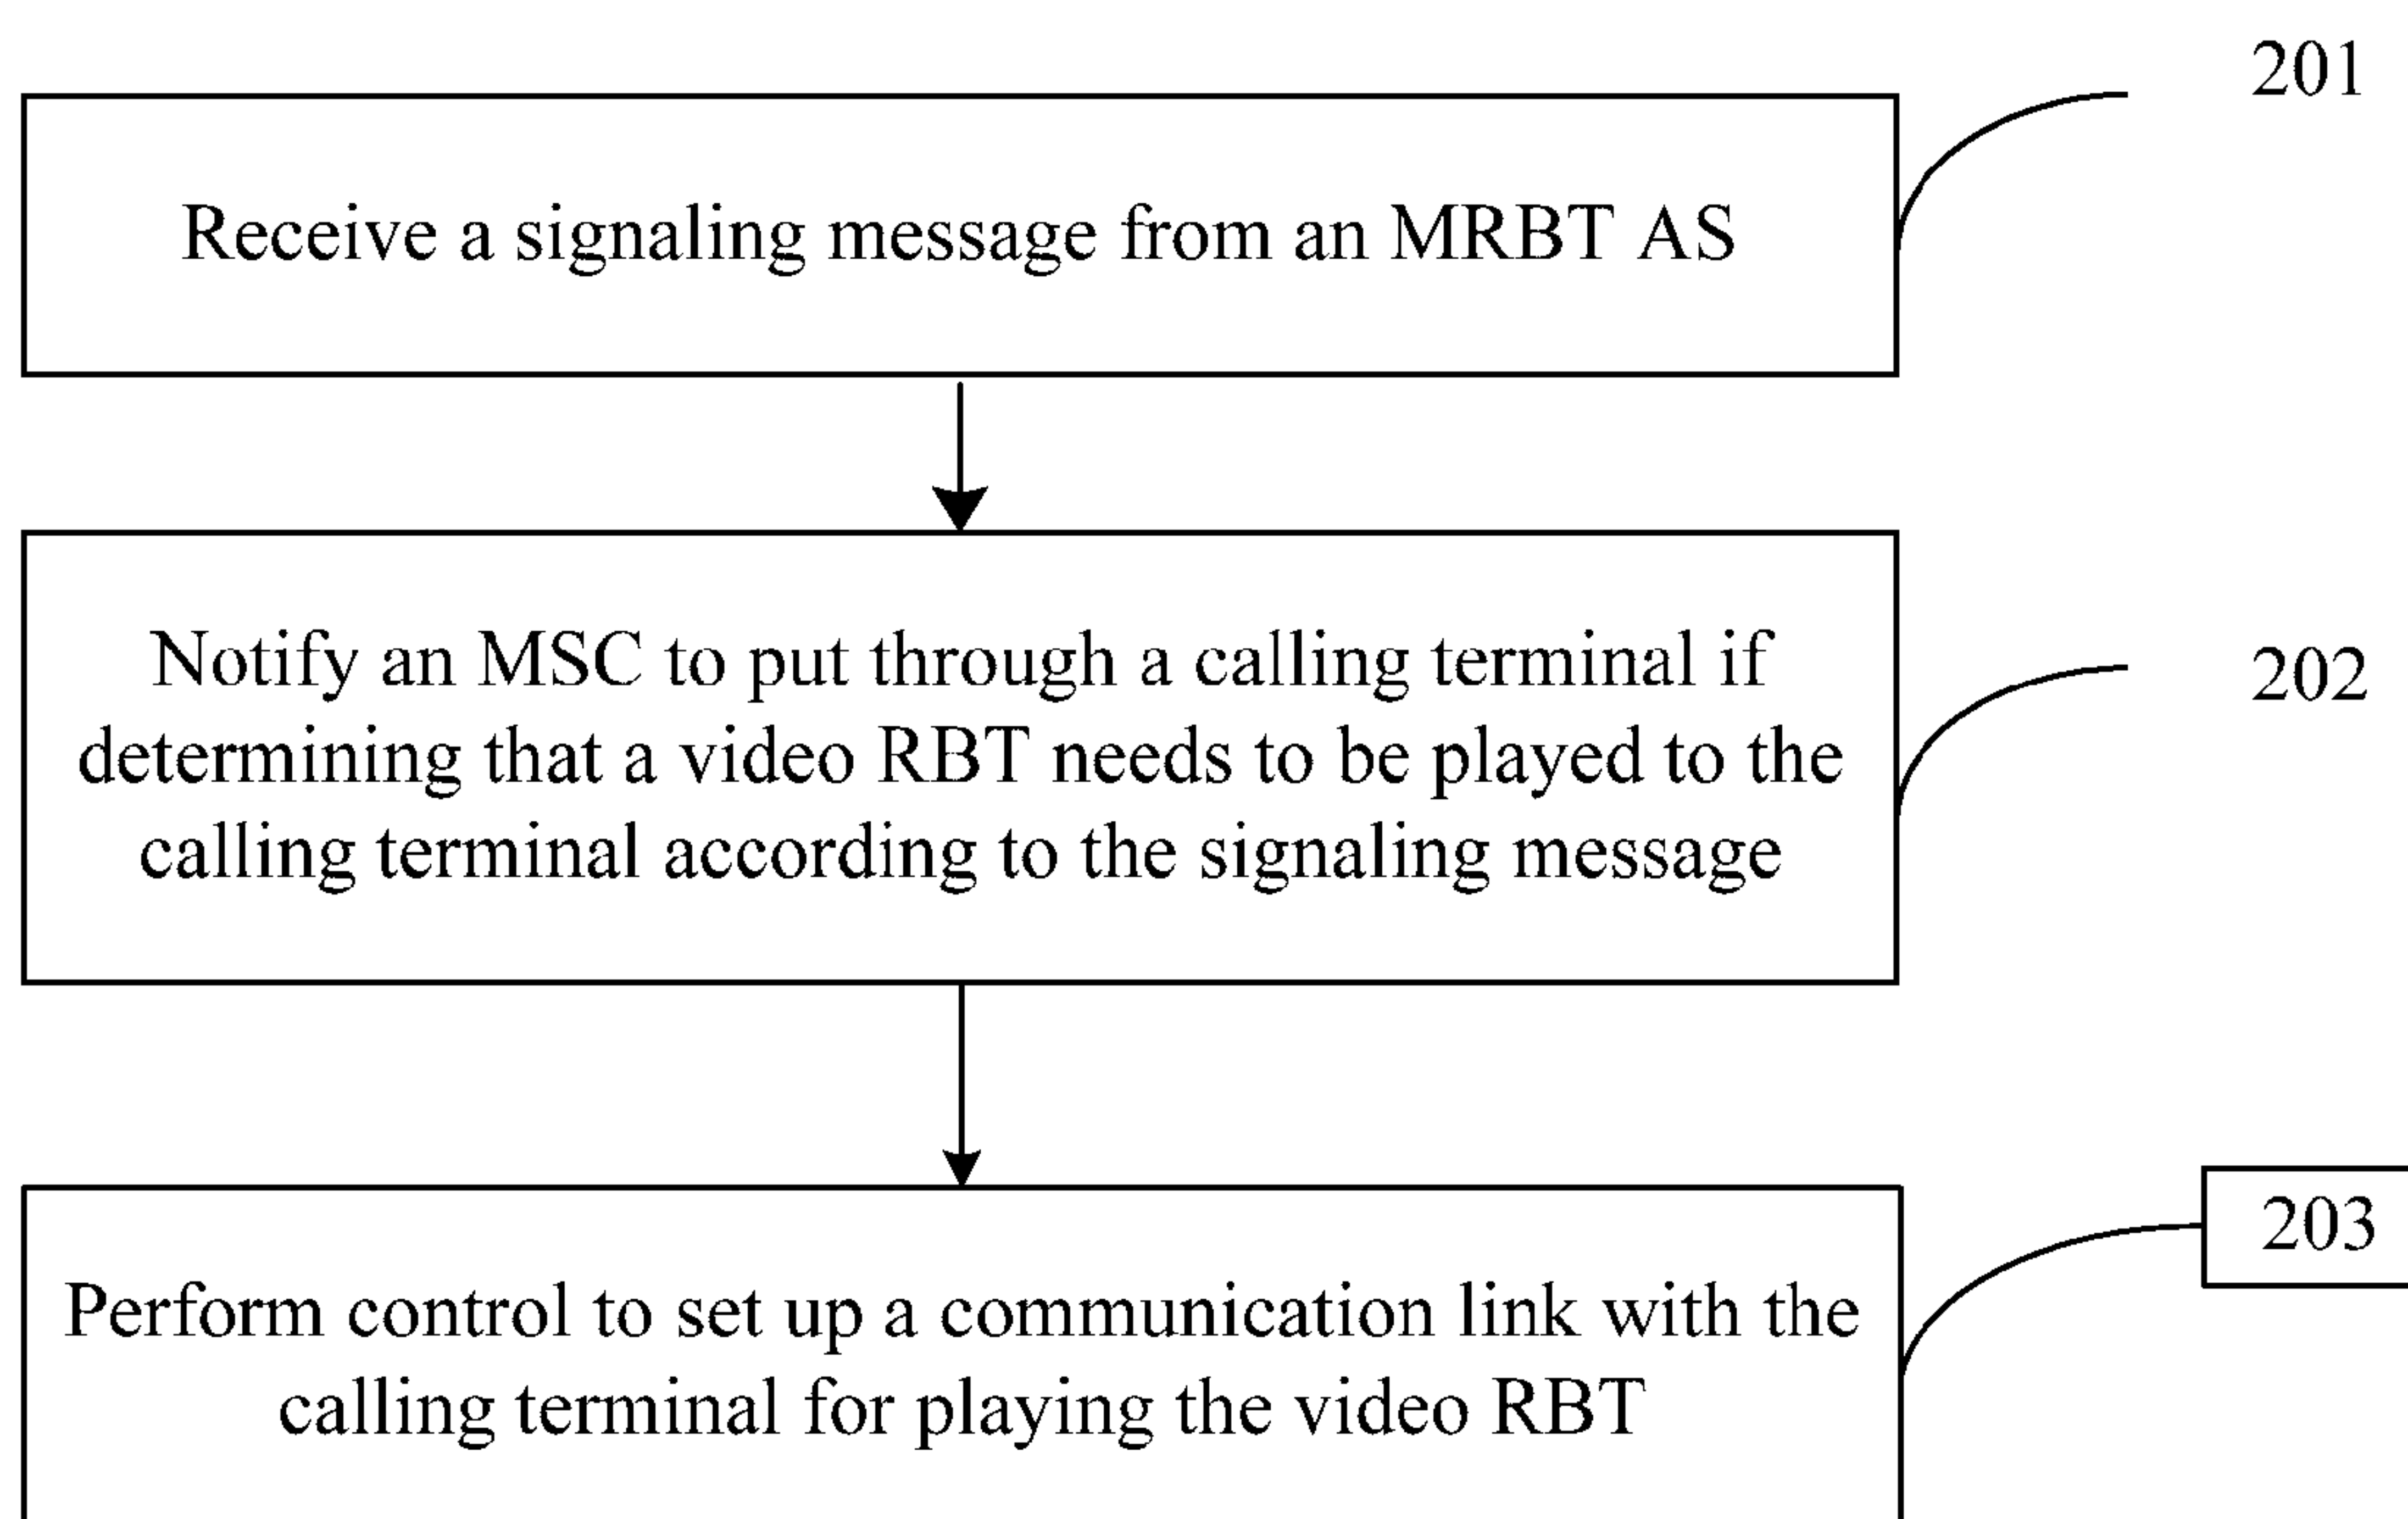 201
Receive a signaling message from an MRBT AS
Notify an MSC to put through a calling terminal if
determining that a video RBT needs to be played to the
calling terminal according to the signaling message
202
203
Perform control to set up a communication link with the
calling terminal for playing the video RBT